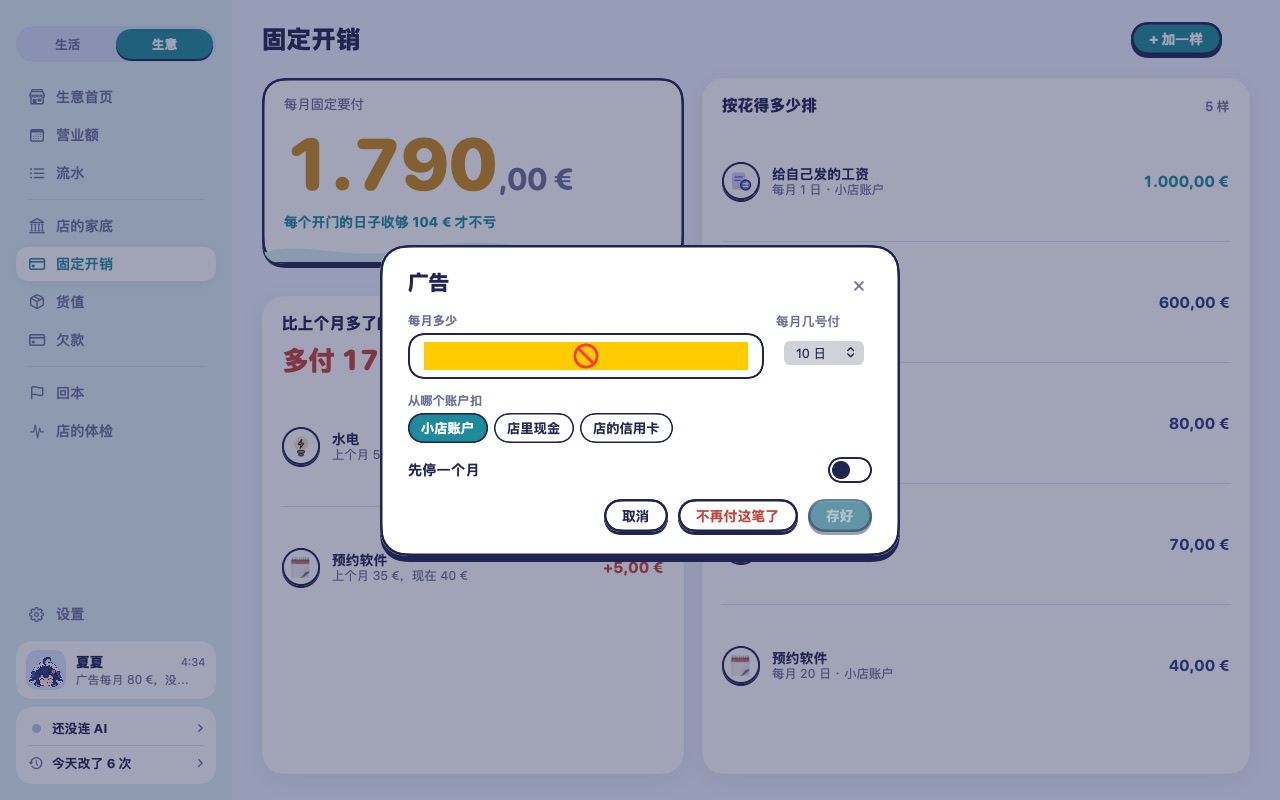 生活
生意
生意首页
营业额
流水
店的家底
固定开销
货值
欠款
回本
店的体检
设置
夏夏
4:34
广告每月 80 €，没…
还没连 AI
今天改了 6 次
固定开销
+ 加一样
每月固定要付
1.790,00 €
每个开门的日子收够 104 € 才不亏
比上个月多了
多付 17
水电
上个月 5
预约软件
上个月 35 €，现在 40 €
+5,00 €
按花得多少排
5 样
给自己发的工资
每月 1 日 · 小店账户
1.000,00 €
600,00 €
80,00 €
70,00 €
预约软件
每月 20 日 · 小店账户
40,00 €
广告
每月多少
每月几号付
10 日
从哪个账户扣
小店账户
店里现金
店的信用卡
先停一个月
取消
不再付这笔了
存好